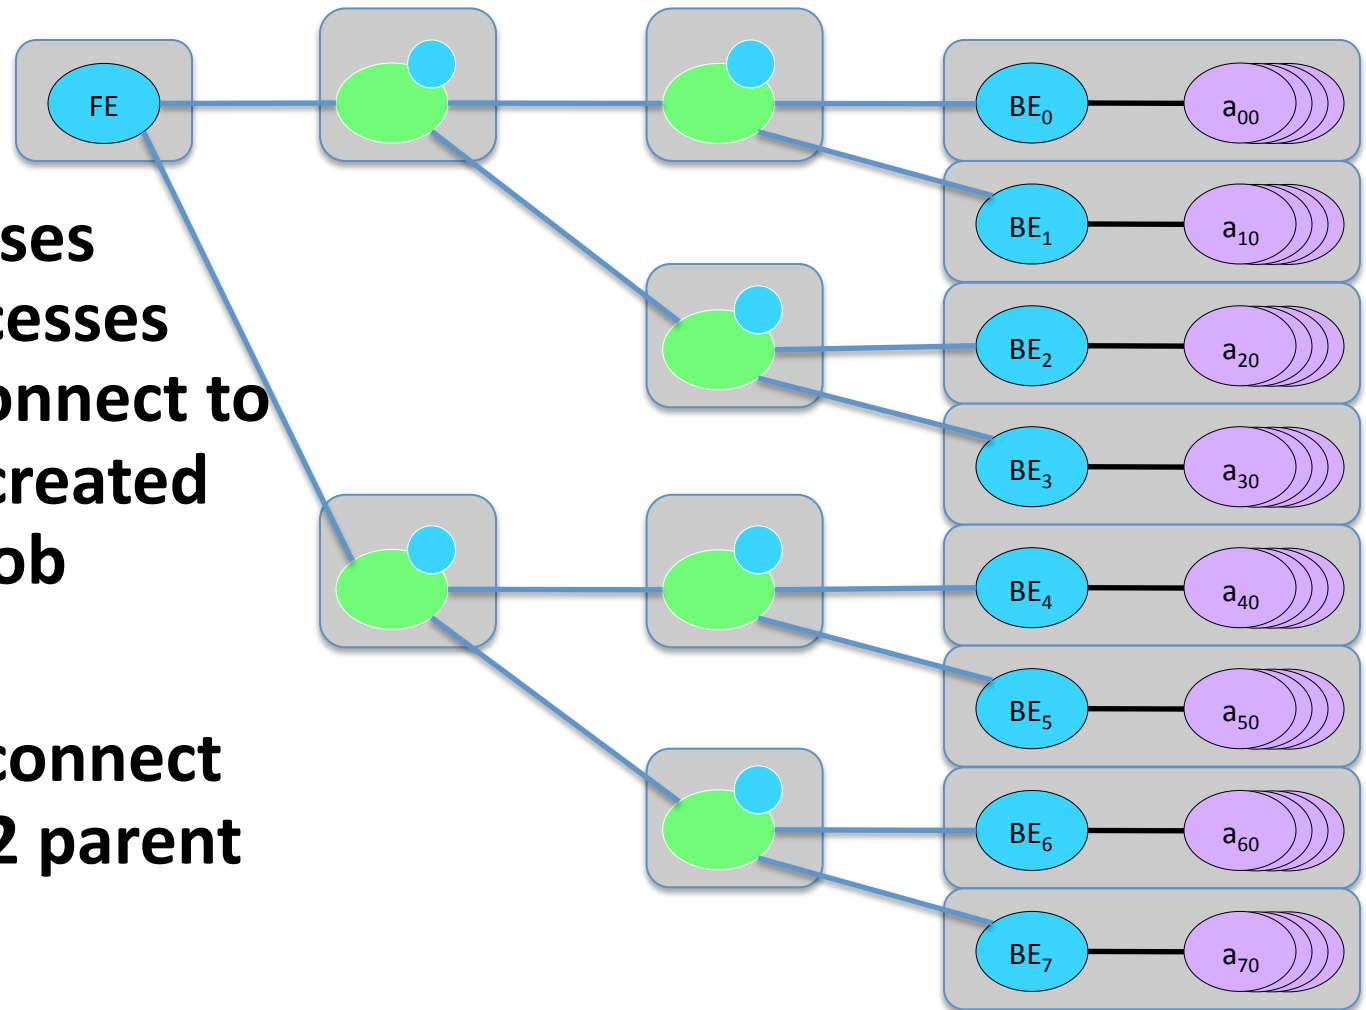 FE
BE0 a00
BE1 a10
BE2 a20
BE3 a30
BE4 a40
BE5 a50
BE6 a60
BE7 a70
ses
cesses
onnect to
created
ob
connect
2 parent